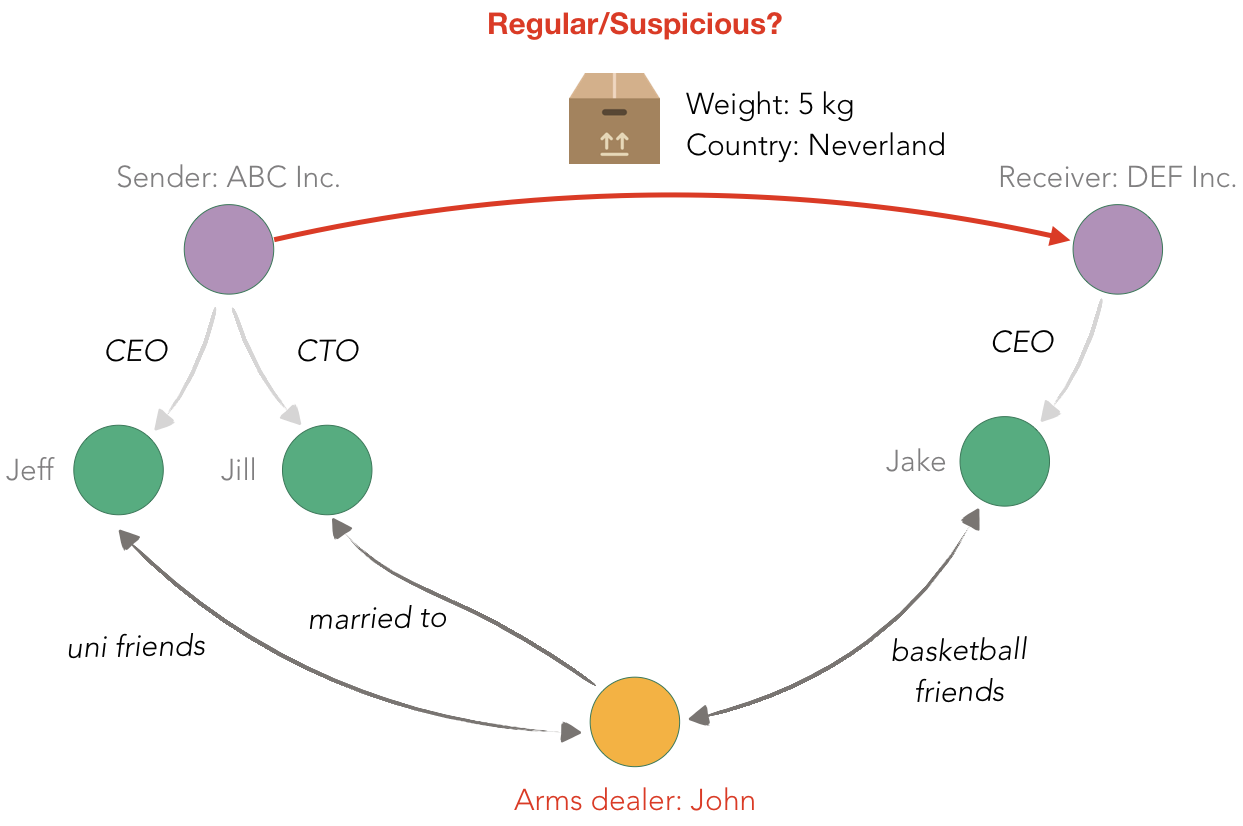 Regular/Suspicious?
Weight: 5 kg
Country: Neverland
Sender: ABC Inc.
Receiver: DEF Inc.
CEO
CTO
CEO
Jeff
Jill
Jake
married to
uni friends
basketball
friends
Arms dealer: John